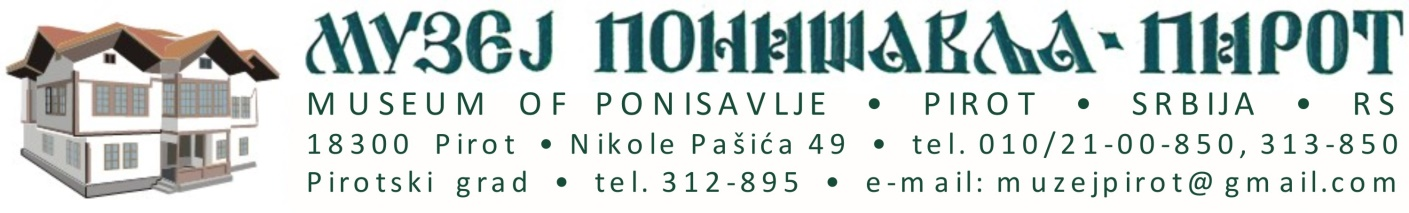 МУЗЕЈ ПОНИШАВЉА · ПИРОТ
MUSEUM OF PONISAVLJE • PIROT • SRBIJA • RS
18300 Pirot • Nikole Pašića 49 • tel. 010/21-00-850, 313-850
Pirotski grad • tel. 312-895 • e-mail: muzejpirot@gmail.com